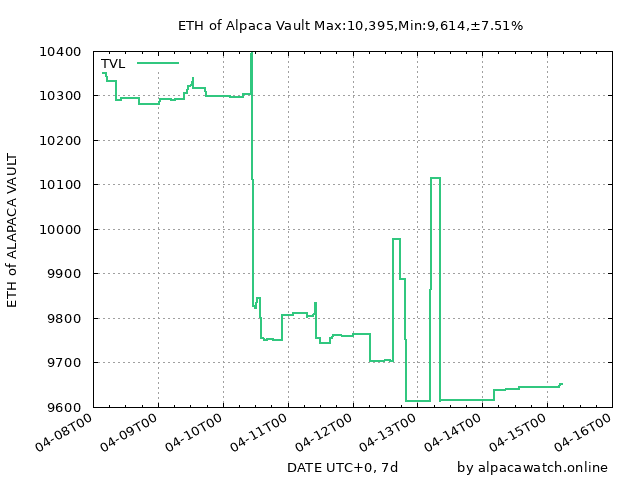 ETH of Alpaca Vault Max:10,395,Min:9,614,±7.51%
TVL
ETH of ALAPACA VAULT
10400
10300
10200
10100
10000
9900
9800
9700
9600
04-08T00
04-09T00
04-10T00
04-11T00
04-12T00
04-13T00
04-14T00
04-15T00
04-16T00
DATE UTC+0, 7d
by alpacawatch.online